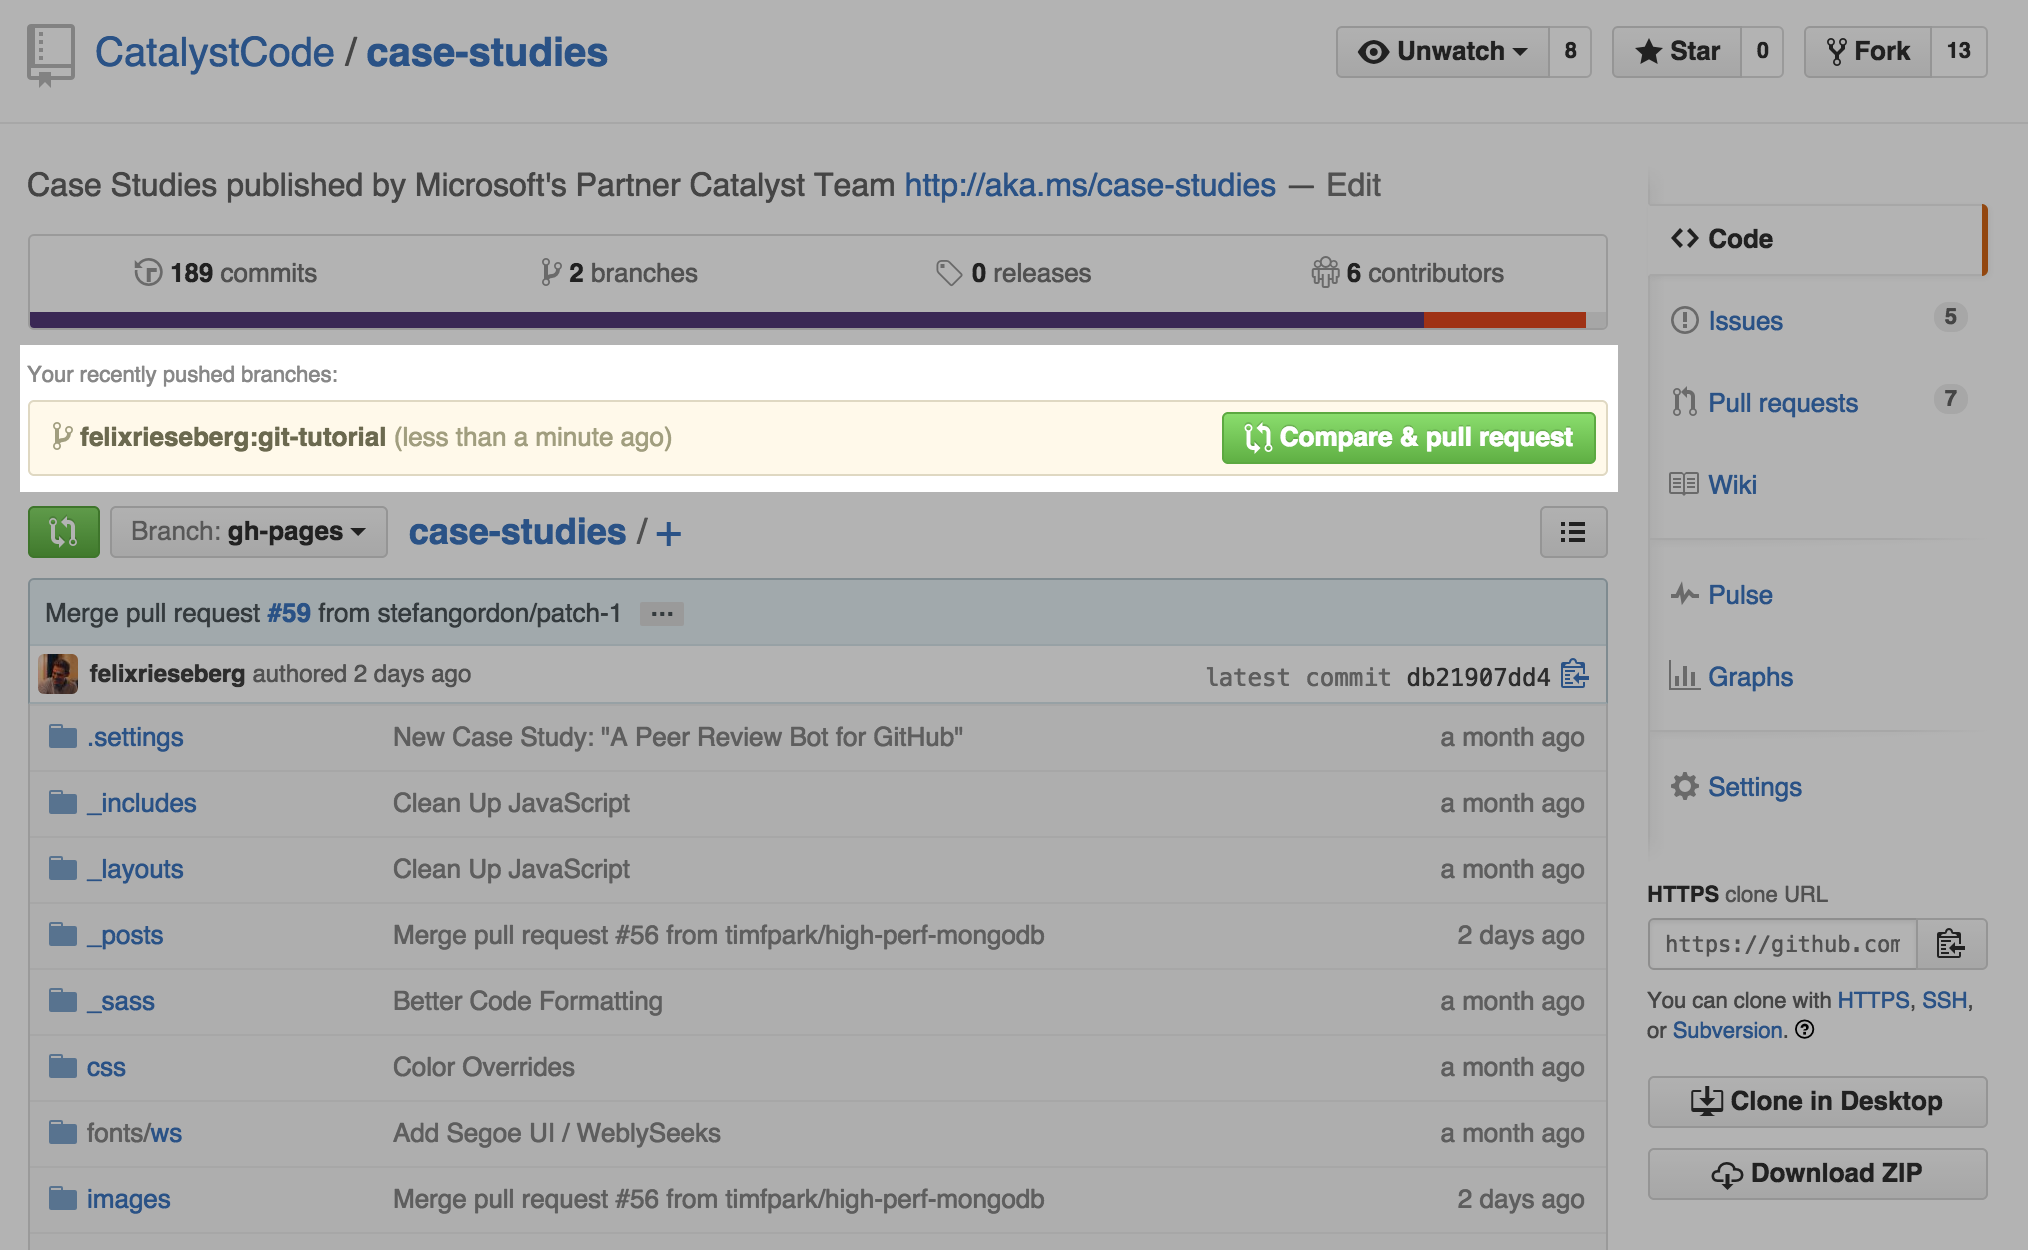 CatalystCode / case-studies
Unwatch 8
Star 0
Fork 13
Case Studies published by Microsoft's Partner Catalyst Team http://aka.ms/case-studies — Edit
189 commits
2 branches
0 releases
6 contributors
Your recently pushed branches:
felixrieseberg:git-tutorial (less than a minute ago)
Compare & pull request
Branch: gh-pages
case-studies / +
Merge pull request #59 from stefangordon/patch-1 ...
felixrieseberg authored 2 days ago
latest commit db21907dd4
.settings New Case Study: "A Peer Review Bot for GitHub" a month ago
_includes Clean Up JavaScript a month ago
_layouts Clean Up JavaScript a month ago
_posts Merge pull request #56 from timfpark/high-perf-mongodb 2 days ago
_sass Better Code Formatting a month ago
css Color Overrides a month ago
fonts/ws Add Segoe UI / WeblySeeks a month ago
images Merge pull request #56 from timfpark/high-perf-mongodb 2 days ago
Code
Issues 5
Pull requests 7
Wiki
Pulse
Graphs
Settings
HTTPS clone URL
https://github.com
You can clone with HTTPS, SSH,
or Subversion.
Clone in Desktop
Download ZIP